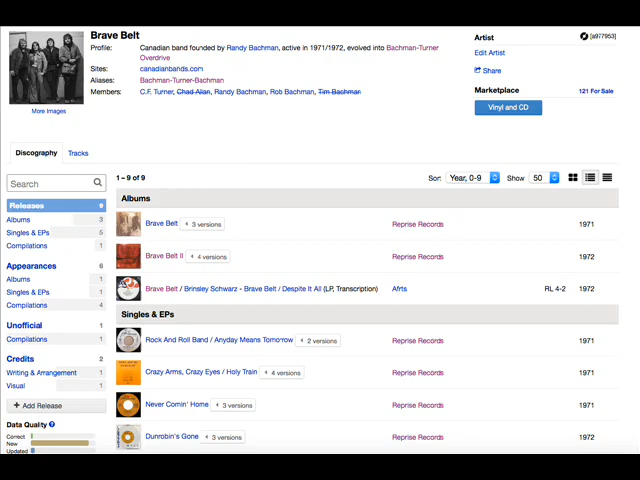 Brave Belt
Profile: Canadian band founded by Randy Bachman, active in 1971/1972, evolved into Bachman-Turner
Overdrive
Sites: canadianbands.com
Aliases: Bachman-Turner-Bachman
Members: C.F. Turner, Chad Allan, Randy Bachman, Rob Bachman, Tim Bachman
More Images
Artist [a977953]
Edit Artist
Share
Marketplace 121 For Sale
Vinyl and CD
Discography Tracks
Search
1 – 9 of 9 Sort Year, 0-9 Show 50
Releases 9
Albums 3
Singles & EPs 5
Compilations 1
Appearances 6
Albums 1
Singles & EPs 1
Compilations 4
Unofficial 1
Compilations 1
Credits 2
Writing & Arrangement 1
Visual 1
+ Add Release
Data Quality
Correct
New
Updated
Albums
Brave Belt 3 versions Reprise Records 1971
Brave Belt II 4 versions Reprise Records 1972
Brave Belt / Brinsley Schwarz - Brave Belt / Despite It All (LP, Transcription) Afrts RL 4-2 1972
Singles & EPs
Rock And Roll Band / Anyday Means Tomorrow 2 versions Reprise Records 1971
Crazy Arms, Crazy Eyes / Holy Train 4 versions Reprise Records 1971
Never Comin' Home 3 versions Reprise Records 1971
Dunrobin's Gone 3 versions Reprise Records 1972